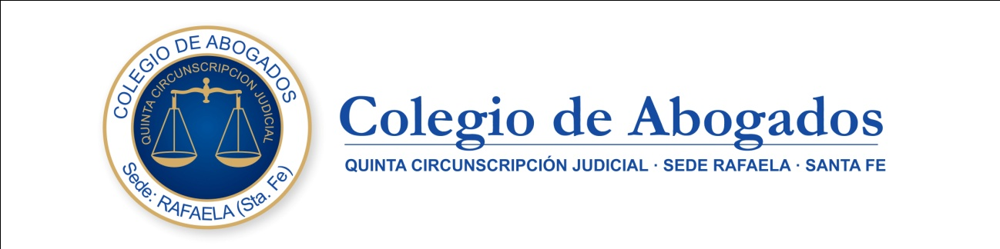 COLEGIO DE ABOGADOS
QUINTA CIRCUNSCRIPCION JUDICIAL
Sede: RAFAELA (Sta. Fe)
Colegio de Abogados
QUINTA CIRCUNSCRIPCIÓN JUDICIAL · SEDE RAFAELA · SANTA FE